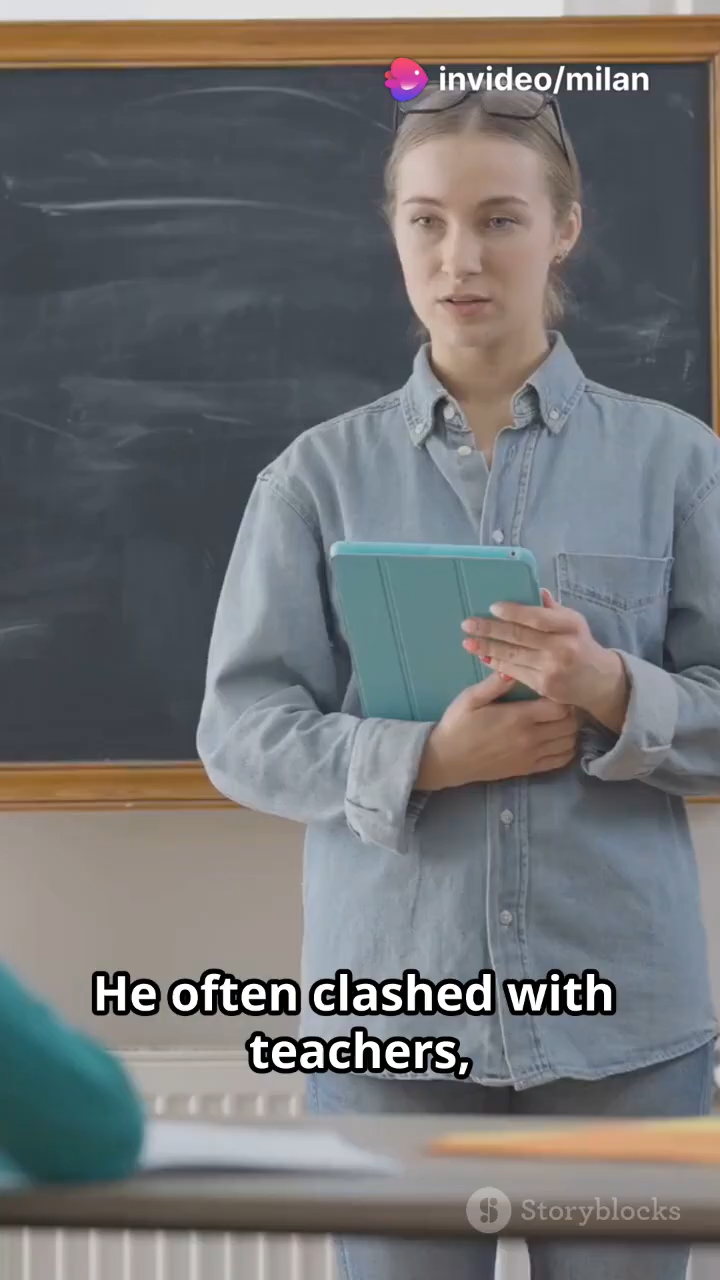 invideo/milan
He often clashed with
teachers,
Storyblocks